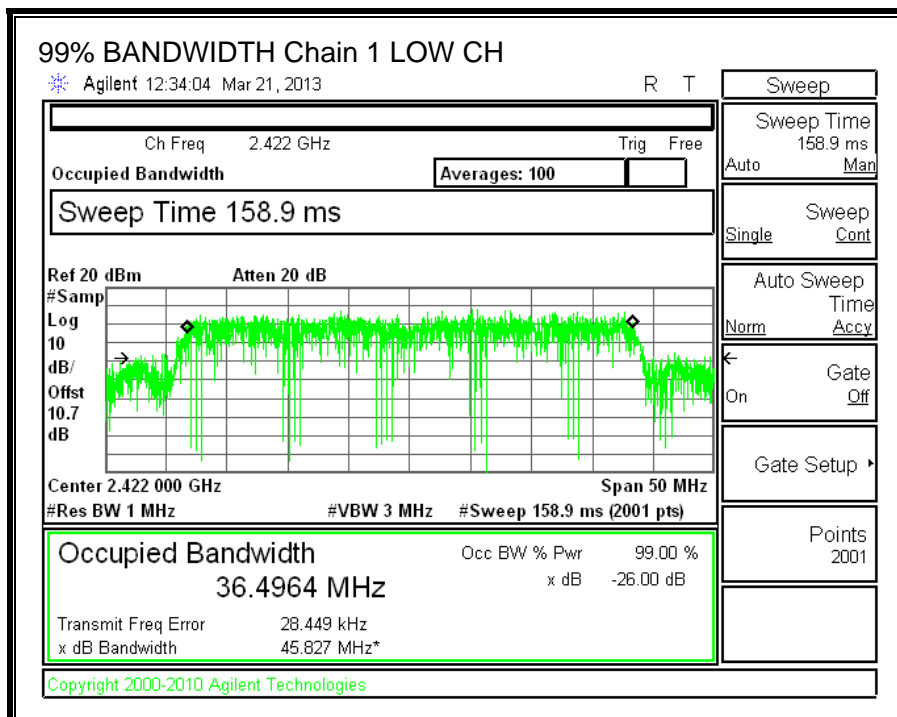 99% BANDWIDTH Chain 1 LOW CH
Agilent 12:34:04 Mar 21, 2013 R T
Sweep
Ch Freq 2.422 GHz Trig Free
Occupied Bandwidth Averages: 100
Sweep Time 158.9 ms
Sweep Time
158.9 ms
Auto Man
Sweep
Single Cont
Auto Sweep
Time
Norm Accy
Gate
On Off
Gate Setup
Points
2001
Ref 20 dBm Atten 20 dB
#Samp
Log
10
dB/
Offst
10.7
dB
Center 2.422 000 GHz Span 50 MHz
#Res BW 1 MHz #VBW 3 MHz #Sweep 158.9 ms (2001 pts)
Occupied Bandwidth Occ BW % Pwr 99.00 %
36.4964 MHz x dB -26.00 dB
Transmit Freq Error 28.449 kHz
x dB Bandwidth 45.827 MHz*
Copyright 2000-2010 Agilent Technologies